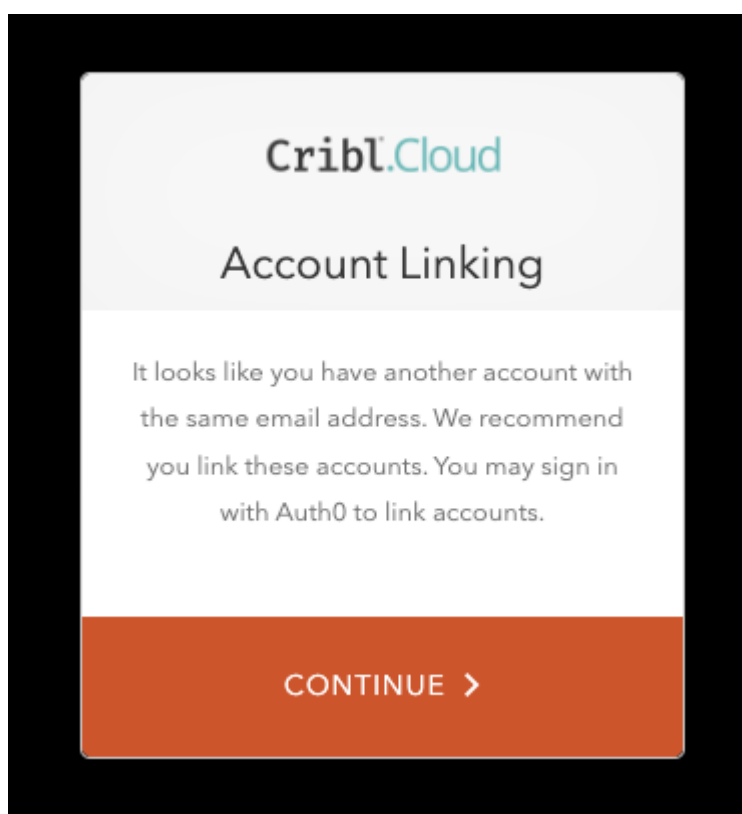 Cribl.Cloud
Account Linking
It looks like you have another account with
the same email address. We recommend
you link these accounts. You may sign in
with Auth0 to link accounts.
CONTINUE >